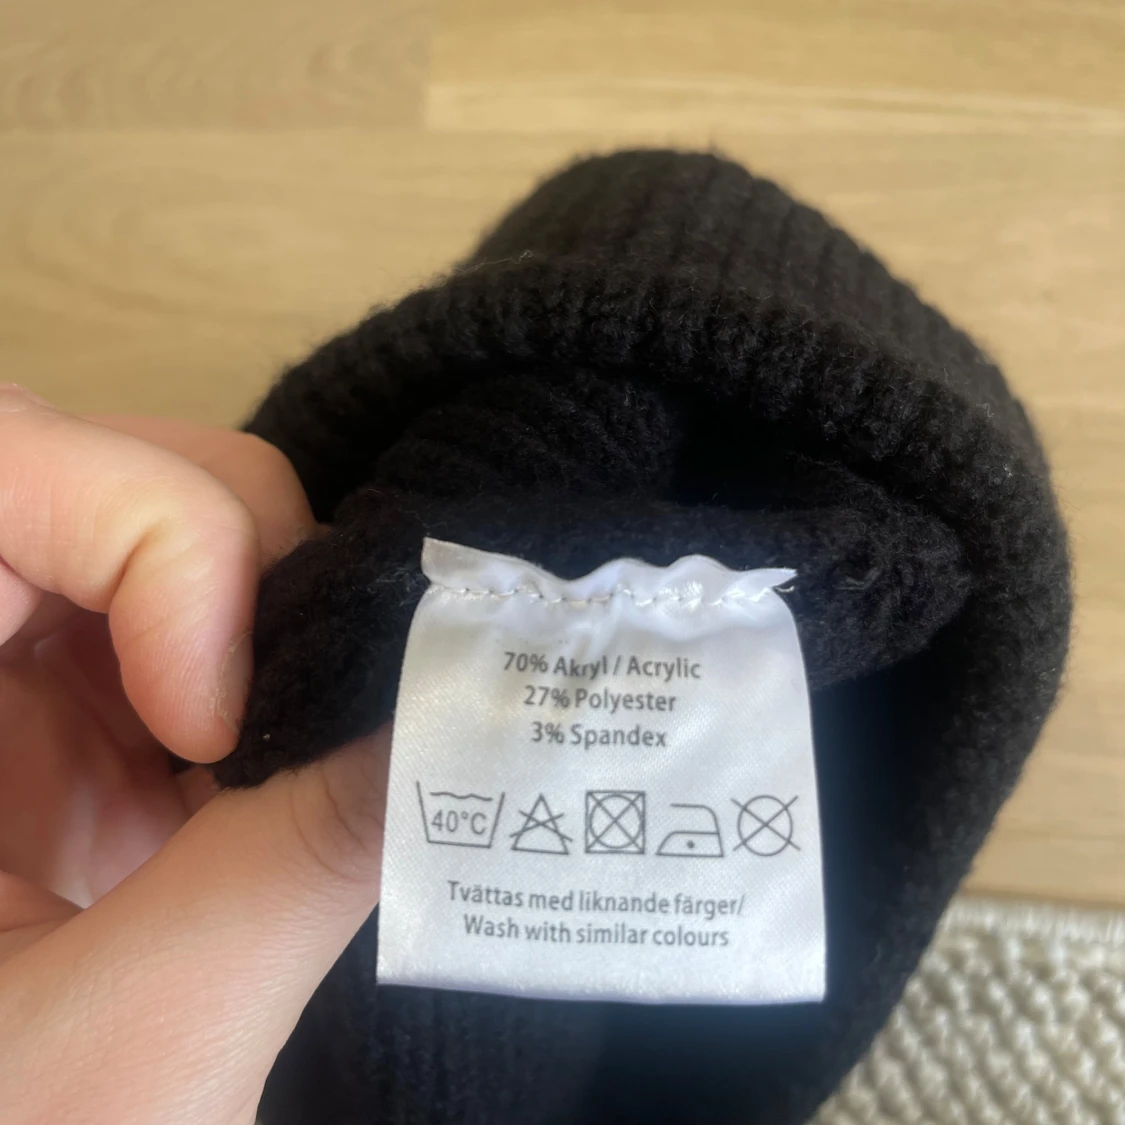 70% Akryl / Acrylic
27% Polyester
3% Spandex
40°C
Tvättas med liknande färger/
Wash with similar colours